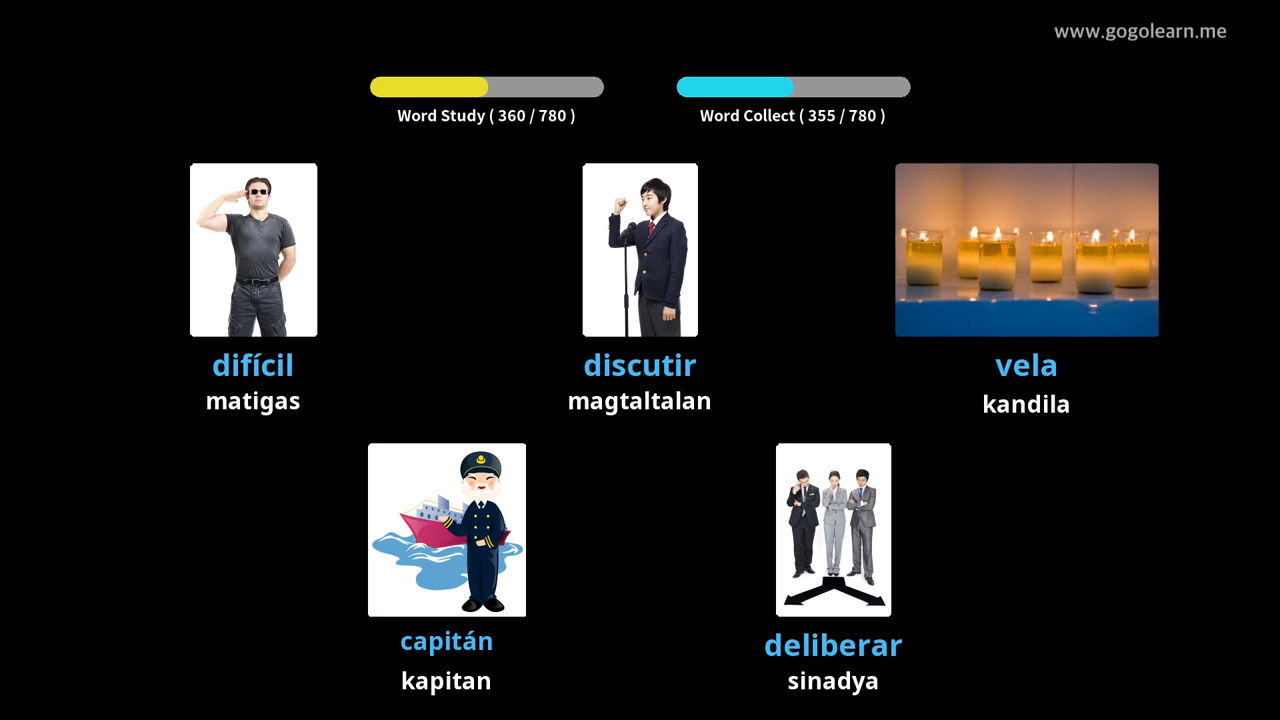 www.gogolearn.me
Word Study ( 360 / 780 )
Word Collect ( 355 / 780 )
difícil
matigas
discutir
magtaltalan
vela
kandila
capitán
kapitan
deliberar
sinadya